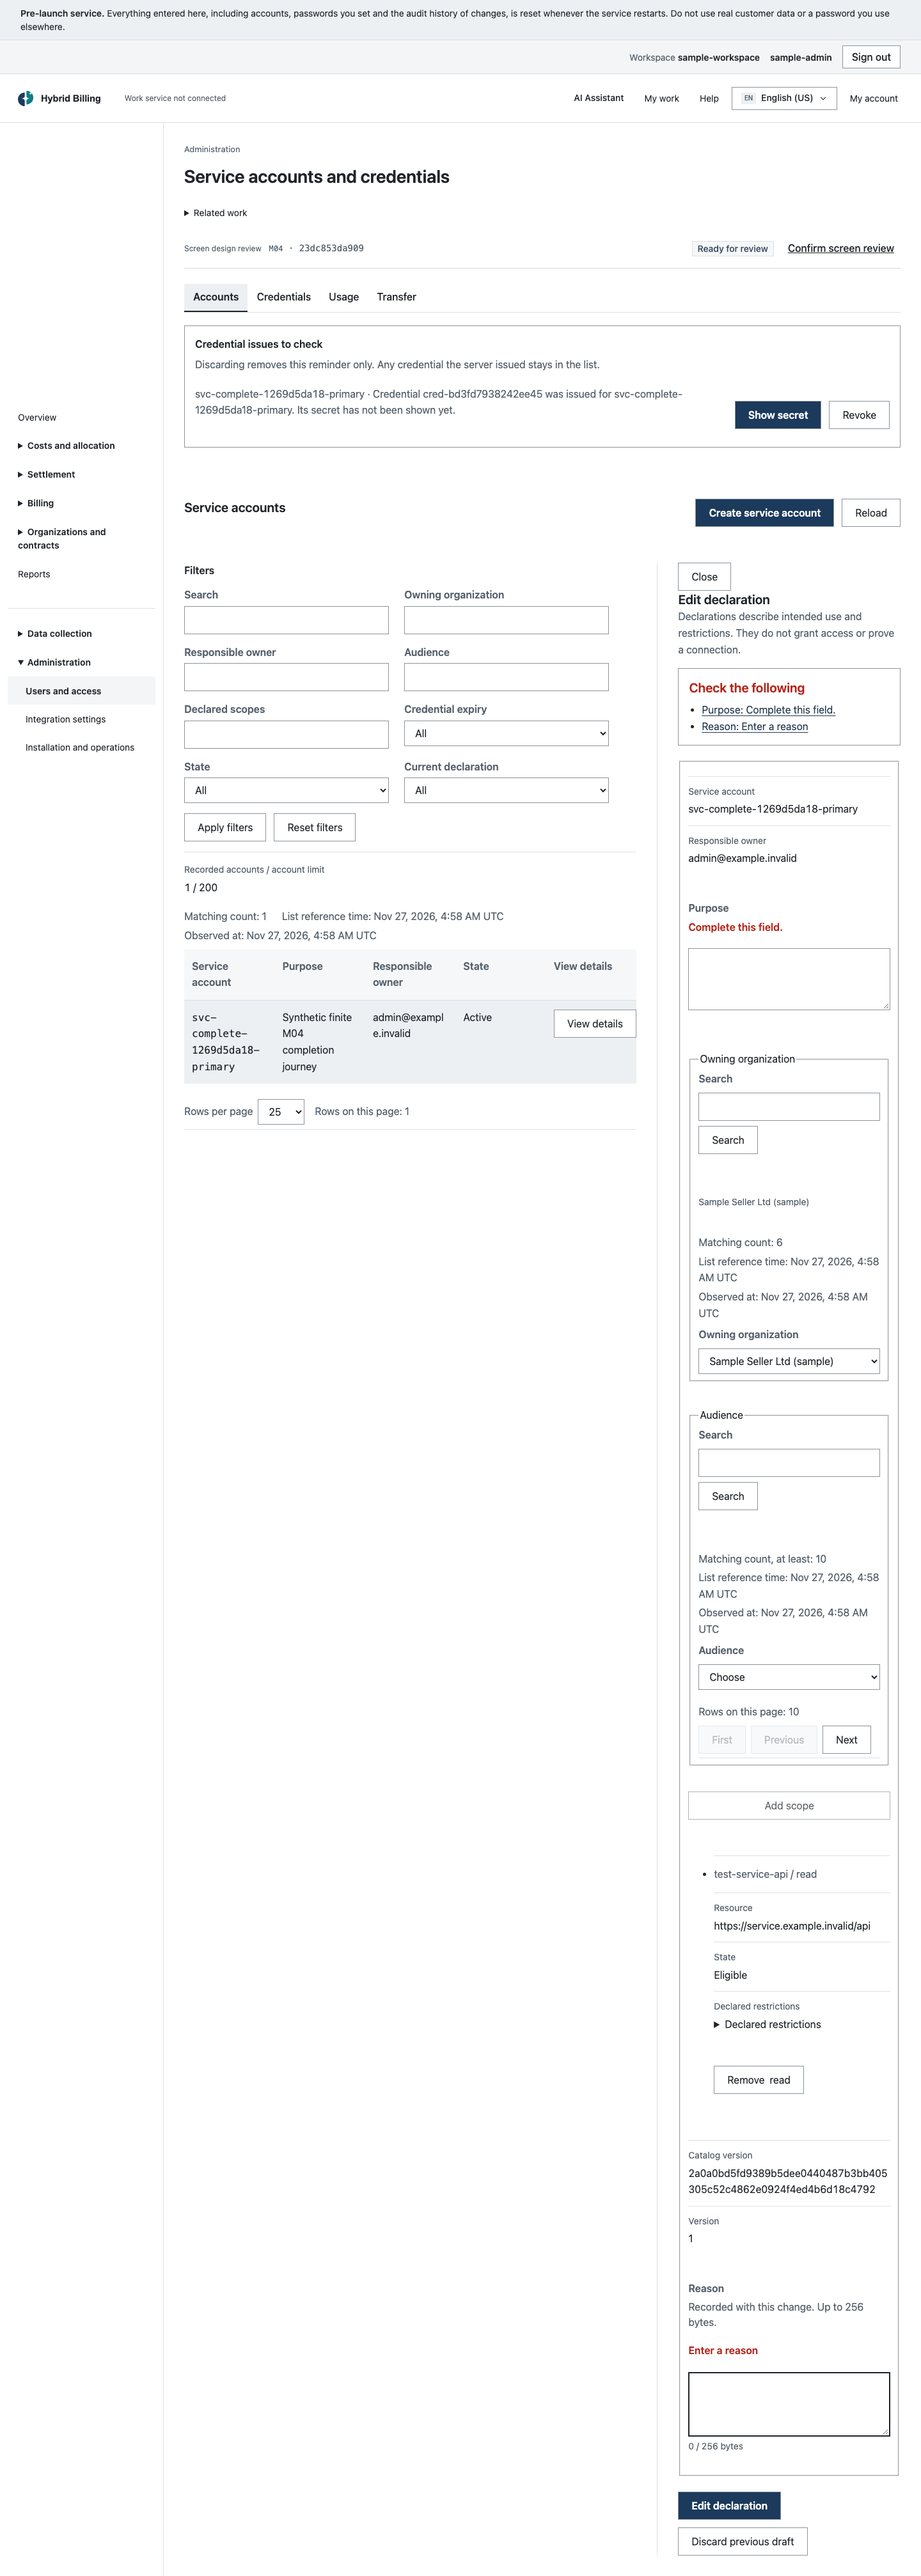 Pre-launch service. Everything entered here, including accounts, passwords you set and the audit history of changes, is reset whenever the service restarts. Do not use real customer data or a password you use
elsewhere.
Workspace sample-workspace sample-admin Sign out
Hybrid Billing Work service not connected AI Assistant My work Help EN English (US) My account
Administration
Service accounts and credentials
Related work
Screen design review M04 · 23dc853da909 Ready for review Confirm screen review
Accounts Credentials Usage Transfer
Credential issues to check
Discarding removes this reminder only. Any credential the server issued stays in the list.
svc-complete-1269d5da18-primary · Credential cred-bd3fd7938242ee45 was issued for svc-complete-
1269d5da18-primary. Its secret has not been shown yet.
Show secret Revoke
Overview
Costs and allocation
Settlement
Billing
Organizations and
contracts
Reports
Data collection
Administration
Users and access
Integration settings
Installation and operations
Service accounts
Create service account Reload
Filters
Search Owning organization
Responsible owner Audience
Declared scopes Credential expiry
All
State Current declaration
All All
Apply filters Reset filters
Recorded accounts / account limit
1 / 200
Matching count: 1 List reference time: Nov 27, 2026, 4:58 AM UTC
Observed at: Nov 27, 2026, 4:58 AM UTC
Service
account
Purpose
Responsible
owner
State
View details
svc-
complete-
1269d5da18-
primary
Synthetic finite
M04
completion
journey
admin@exampl
e.invalid
Active
View details
Rows per page 25 Rows on this page: 1
Close
Edit declaration
Declarations describe intended use and
restrictions. They do not grant access or prove
a connection.
Check the following
Purpose: Complete this field.
Reason: Enter a reason
Service account
svc-complete-1269d5da18-primary
Responsible owner
admin@example.invalid
Purpose
Complete this field.
Owning organization
Search
Search
Sample Seller Ltd (sample)
Matching count: 6
List reference time: Nov 27, 2026, 4:58
AM UTC
Observed at: Nov 27, 2026, 4:58 AM
UTC
Owning organization
Sample Seller Ltd (sample)
Audience
Search
Search
Matching count, at least: 10
List reference time: Nov 27, 2026, 4:58
AM UTC
Observed at: Nov 27, 2026, 4:58 AM
UTC
Audience
Choose
Rows on this page: 10
First Previous Next
Add scope
test-service-api / read
Resource
https://service.example.invalid/api
State
Eligible
Declared restrictions
Declared restrictions
Remove read
Catalog version
2a0a0bd5fd9389b5dee0440487b3bb405
305c52c4862e0924f4ed4b6d18c4792
Version
1
Reason
Recorded with this change. Up to 256
bytes.
Enter a reason
0 / 256 bytes
Edit declaration
Discard previous draft